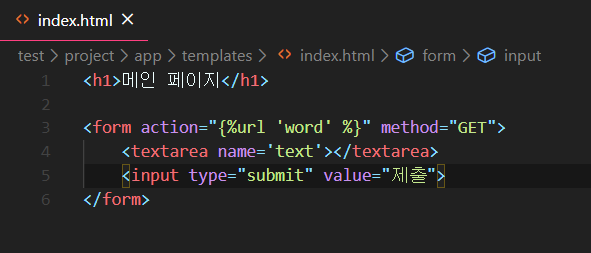 <> index.html ×
test > project > app > templates > <> index.html > form > input
1 <h1>메인 페이지</h1>
2
3 <form action="{%url 'word' %}" method="GET">
4     <textarea name='text'></textarea>
5     <input type="submit" value="제출">
6 </form>